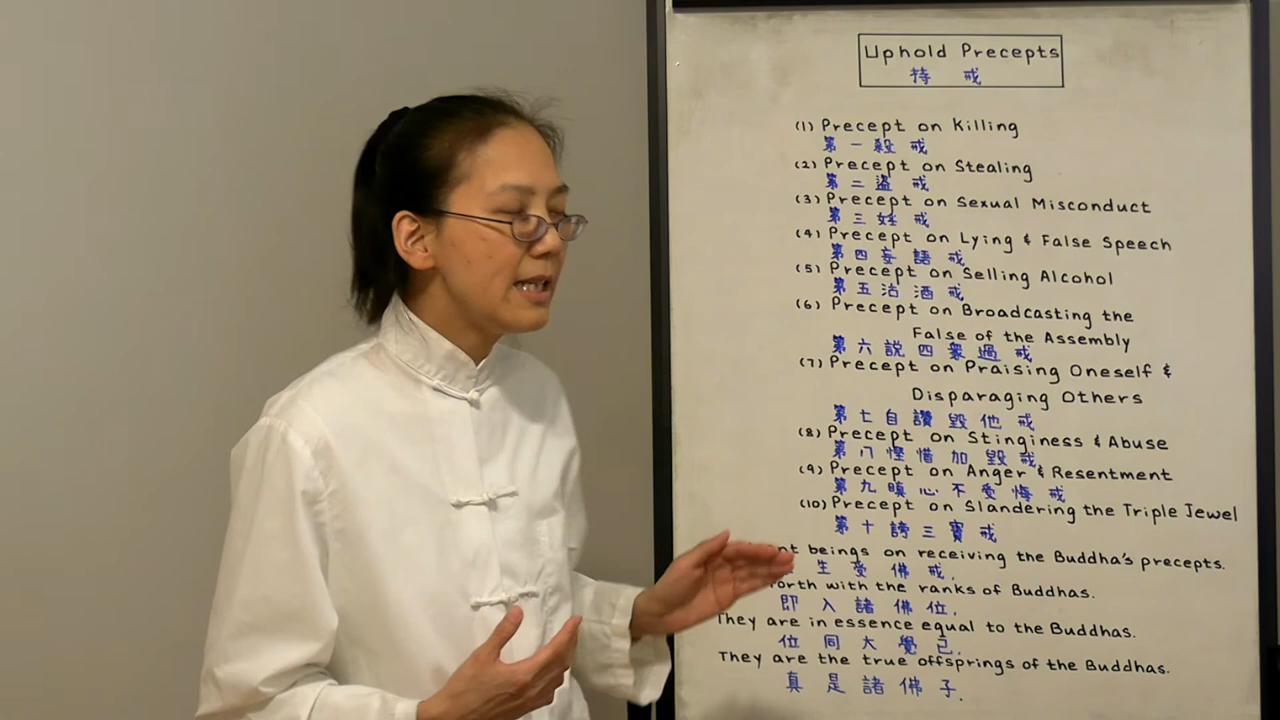 Uphold Precepts
持 戒
(1) Precept on Killing
第 一 殺 戒
(2) Precept on Stealing
第 二 盜 戒
(3) Precept on Sexual Misconduct
第 三 婬 戒
(4) Precept on Lying & False Speech
第 四 妄 語 戒
(5) Precept on Selling Alcohol
第 五 沽 酒 戒
(6) Precept on Broadcasting the
False of the Assembly
第 六 説 四 衆 過 戒
(7) Precept on Praising Oneself &
Disparaging Others
第 七 自 讚 毀 他 戒
(8) Precept on Stinginess & Abuse
第 八 慳 惜 加 毀 戒
(9) Precept on Anger & Resentment
第 九 瞋 心 不 受 悔 戒
(10) Precept on Slandering the Triple Jewel
第 十 謗 三 寶 戒
beings on receiving the Buddha's precepts.
生 受 佛 戒,
with the ranks of Buddhas.
即 入 諸 佛 位,
They are in essence equal to the Buddhas.
位 同 大 覺 已,
They are the true offsprings of the Buddhas.
真 是 諸 佛 子.